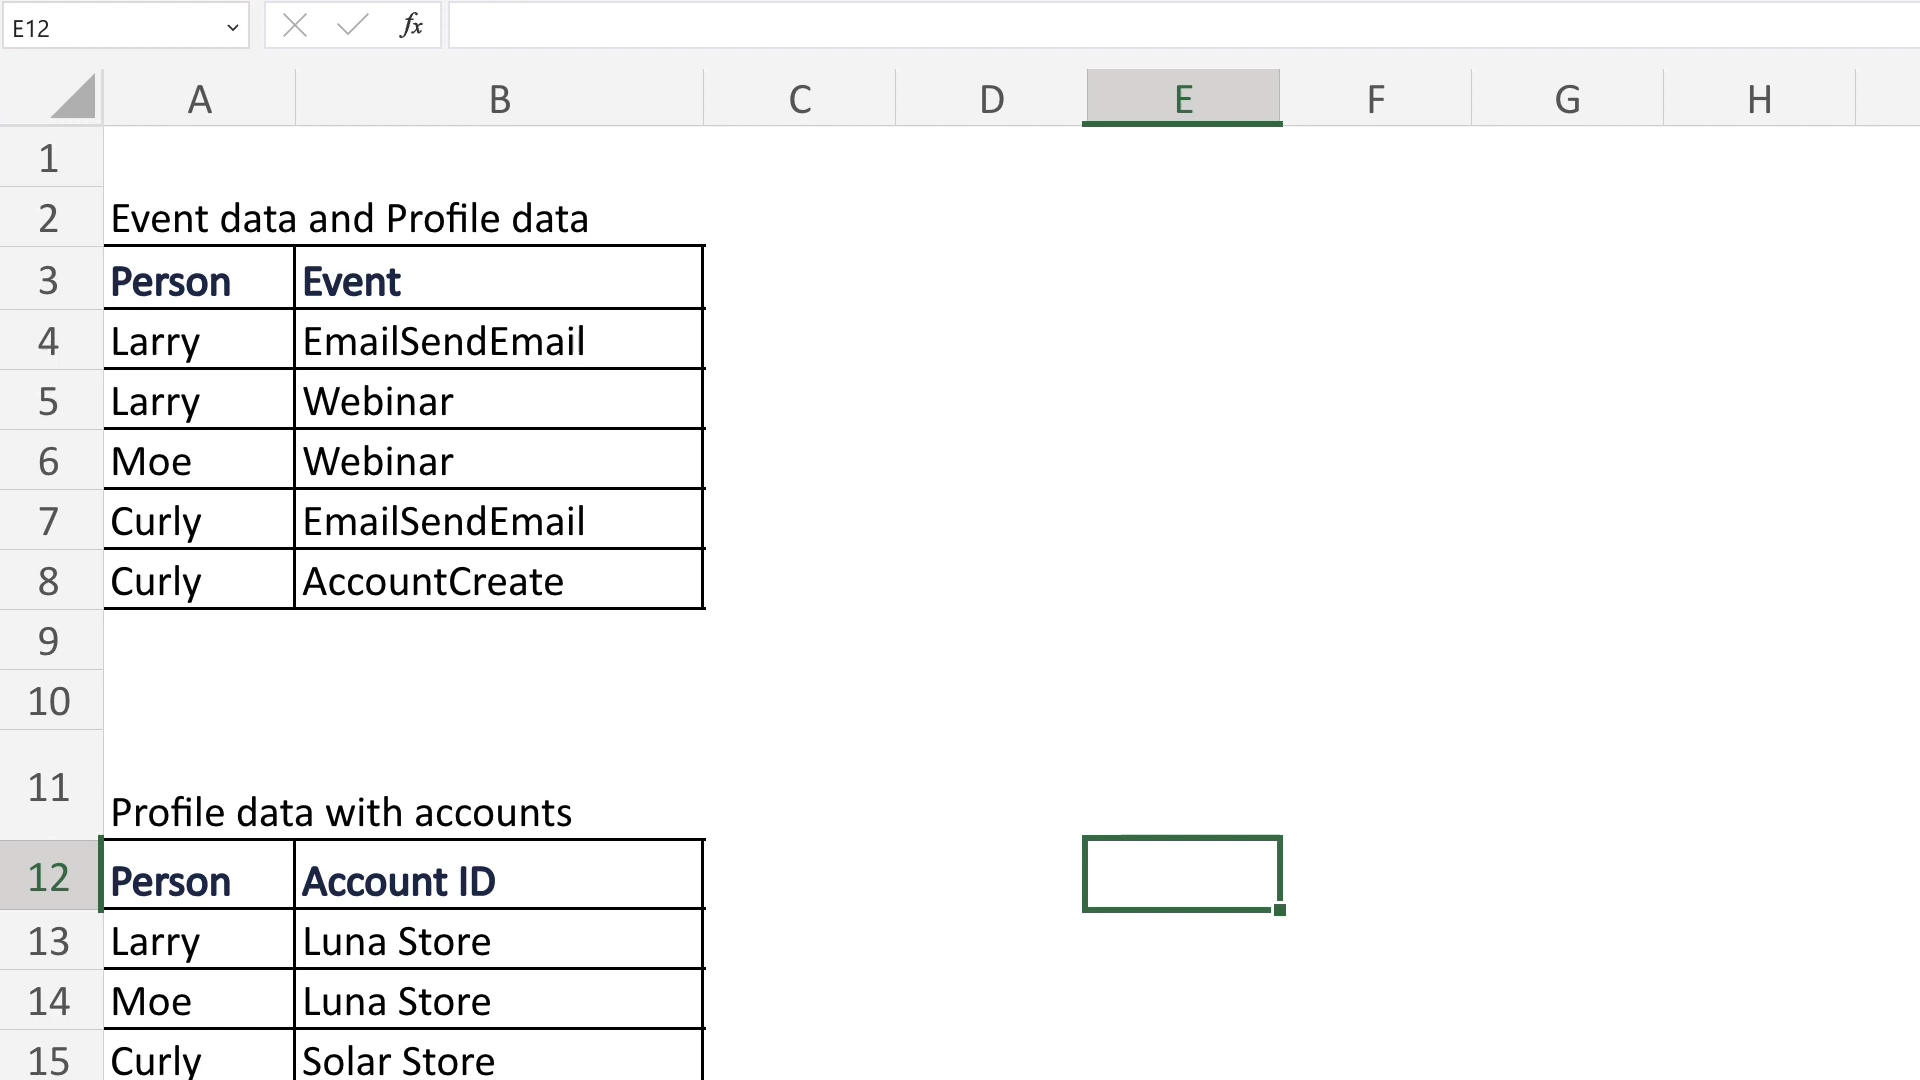 E12 fx
A B C D E F G H
1
2 Event data and Profile data
3 Person Event
4 Larry EmailSendEmail
5 Larry Webinar
6 Moe Webinar
7 Curly EmailSendEmail
8 Curly AccountCreate
9
10
11 Profile data with accounts
12 Person Account ID
13 Larry Luna Store
14 Moe Luna Store
15 Curly Solar Store